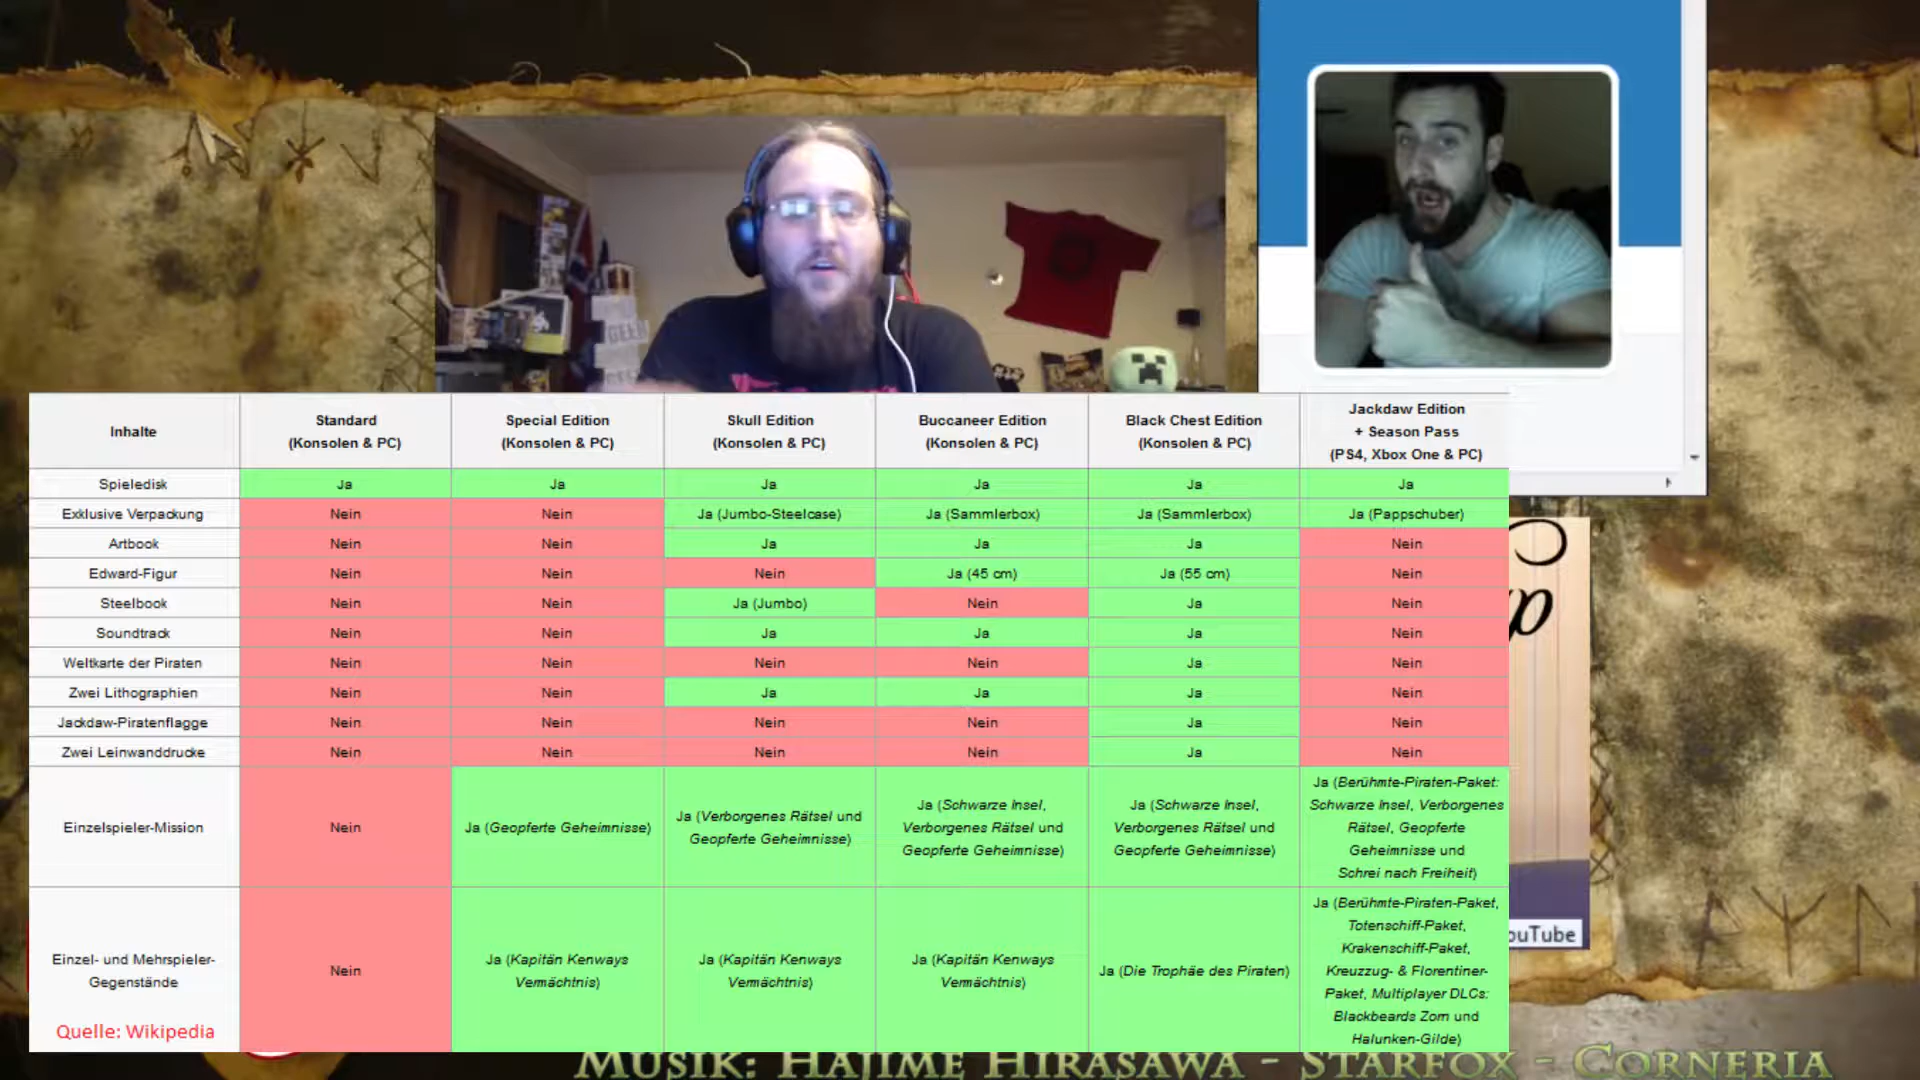 GEEK
Inhalte
Standard
(Konsolen & PC)
Special Edition
(Konsolen & PC)
Skull Edition
(Konsolen & PC)
Buccaneer Edition
(Konsolen & PC)
Black Chest Edition
(Konsolen & PC)
Jackdaw Edition
+ Season Pass
(PS4, Xbox One & PC)
Spieledisk Ja Ja Ja Ja Ja Ja
Exklusive Verpackung Nein Nein Ja (Jumbo-Steelcase) Ja (Sammlerbox) Ja (Sammlerbox) Ja (Pappschuber)
Artbook Nein Nein Ja Ja Ja Nein
Edward-Figur Nein Nein Nein Ja (45 cm) Ja (55 cm) Nein
Steelbook Nein Nein Ja (Jumbo) Nein Ja Nein
Soundtrack Nein Nein Ja Ja Ja Nein
Weltkarte der Piraten Nein Nein Nein Nein Ja Nein
Zwei Lithographien Nein Nein Ja Ja Ja Nein
Jackdaw-Piratenflagge Nein Nein Nein Nein Ja Nein
Zwei Leinwanddrucke Nein Nein Nein Nein Ja Nein
Einzelspieler-Mission
Nein
Ja (Geopferte Geheimnisse)
Ja (Verborgenes Rätsel und
Geopferte Geheimnisse)
Ja (Schwarze Insel,
Verborgenes Rätsel und
Geopferte Geheimnisse)
Ja (Schwarze Insel,
Verborgenes Rätsel und
Geopferte Geheimnisse)
Ja (Berühmte-Piraten-Paket:
Schwarze Insel, Verborgenes
Rätsel, Geopferte
Geheimnisse und
Schrei nach Freiheit)
Einzel- und Mehrspieler-
Gegenstände
Nein
Ja (Kapitän Kenways
Vermächtnis)
Ja (Kapitän Kenways
Vermächtnis)
Ja (Kapitän Kenways
Vermächtnis)
Ja (Die Trophäe des Piraten)
Ja (Berühmte-Piraten-Paket,
Totenschiff-Paket,
Krakenschiff-Paket,
Kreuzzug- & Florentiner-
Paket, Multiplayer DLCs:
Blackbeards Zorn und
Halunken-Gilde)
Quelle: Wikipedia
ouTube
MUSIK: HAJIME HIRASAWA - STARFOX - CORNERIA